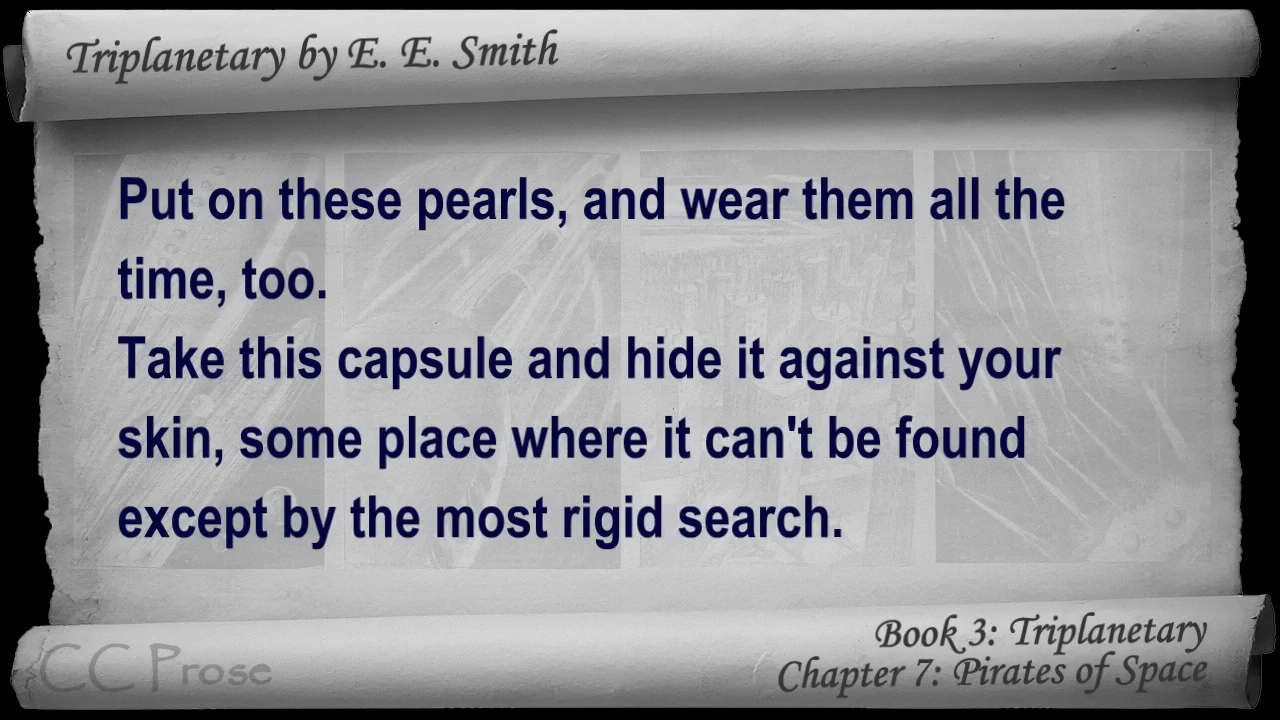 Triplanetary by E. E. Smith
Put on these pearls, and wear them all the
time, too.
Take this capsule and hide it against your
skin, some place where it can't be found
except by the most rigid search.
Book 3: Triplanetary
Chapter 7: Pirates of Space
CC Prose